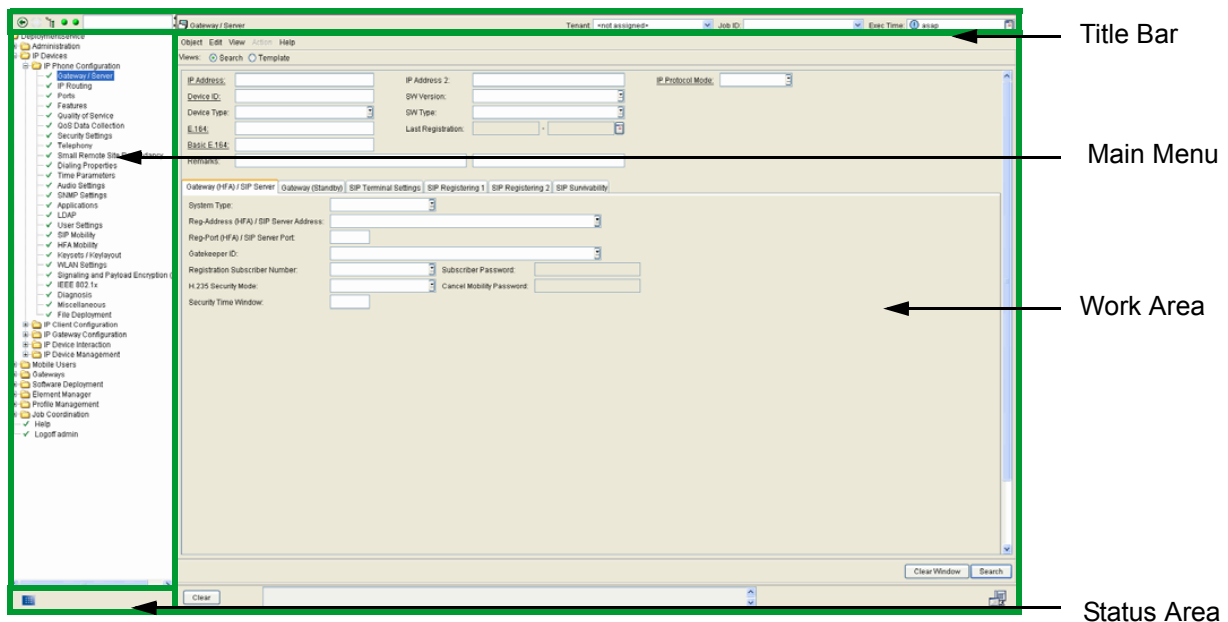 Gateway / Server
Tenant: <not assigned>
Job ID:
Exec Time: asap
Title Bar
DeploymentService
Administration
IP Devices
IP Phone Configuration
Gateway / Server
IP Routing
Ports
Features
Quality of Service
QoS Data Collection
Security Settings
Telephony
Small Remote Site
Dialing Properties
Time Parameters
Audio Settings
SNMP Settings
Applications
LDAP
User Settings
SIP Mobility
HFA Mobility
Keysets / Keylayout
WLAN Settings
Signaling and Payload Encryption (
IEEE 802.1x
Diagnosis
Miscellaneous
File Deployment
IP Client Configuration
IP Gateway Configuration
IP Device Interaction
IP Device Management
Mobile Users
Gateways
Software Deployment
Element Manager
Profile Management
Job Coordination
Help
Logoff admin
Object Edit View Action Help
Views: Search Template
IP Address:
IP Address 2:
IP Protocol Mode:
Device ID:
SW Version:
Device Type:
SW Type:
E.164:
Last Registration: -
Basic E.164:
Remarks:
Main Menu
Gateway (HFA) / SIP Server
Gateway (Standby)
SIP Terminal Settings
SIP Registering 1
SIP Registering 2
SIP Survivability
System Type:
Reg-Address (HFA) / SIP Server Address:
Reg-Port (HFA) / SIP Server Port:
Gatekeeper ID:
Registration Subscriber Number:
Subscriber Password:
H.235 Security Mode:
Cancel Mobility Password:
Security Time Window:
Work Area
Clear Window
Search
Clear
Status Area